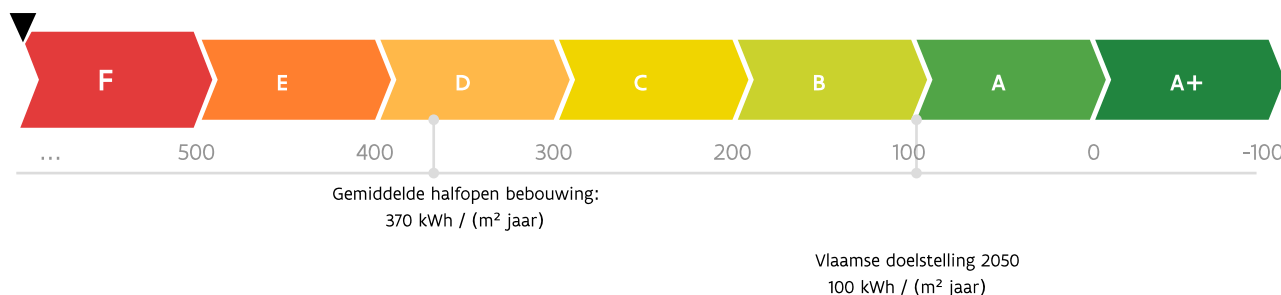 F E D C B A A+
... 500 400 300 200 100 0 -100
Gemiddelde halfopen bebouwing:
370 kWh / (m² jaar)
Vlaamse doelstelling 2050
100 kWh / (m² jaar)